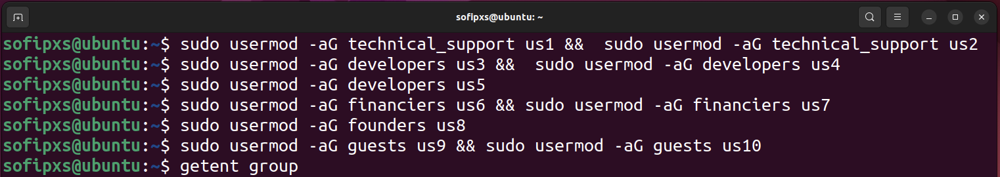 sofipxs@ubuntu: ~
sofipxs@ubuntu:~$ sudo usermod -aG technical_support us1 &&  sudo usermod -aG technical_support us2
sofipxs@ubuntu:~$ sudo usermod -aG developers us3 &&  sudo usermod -aG developers us4
sofipxs@ubuntu:~$ sudo usermod -aG developers us5
sofipxs@ubuntu:~$ sudo usermod -aG financiers us6 && sudo usermod -aG financiers us7
sofipxs@ubuntu:~$ sudo usermod -aG founders us8
sofipxs@ubuntu:~$ sudo usermod -aG guests us9 && sudo usermod -aG guests us10
sofipxs@ubuntu:~$ getent group